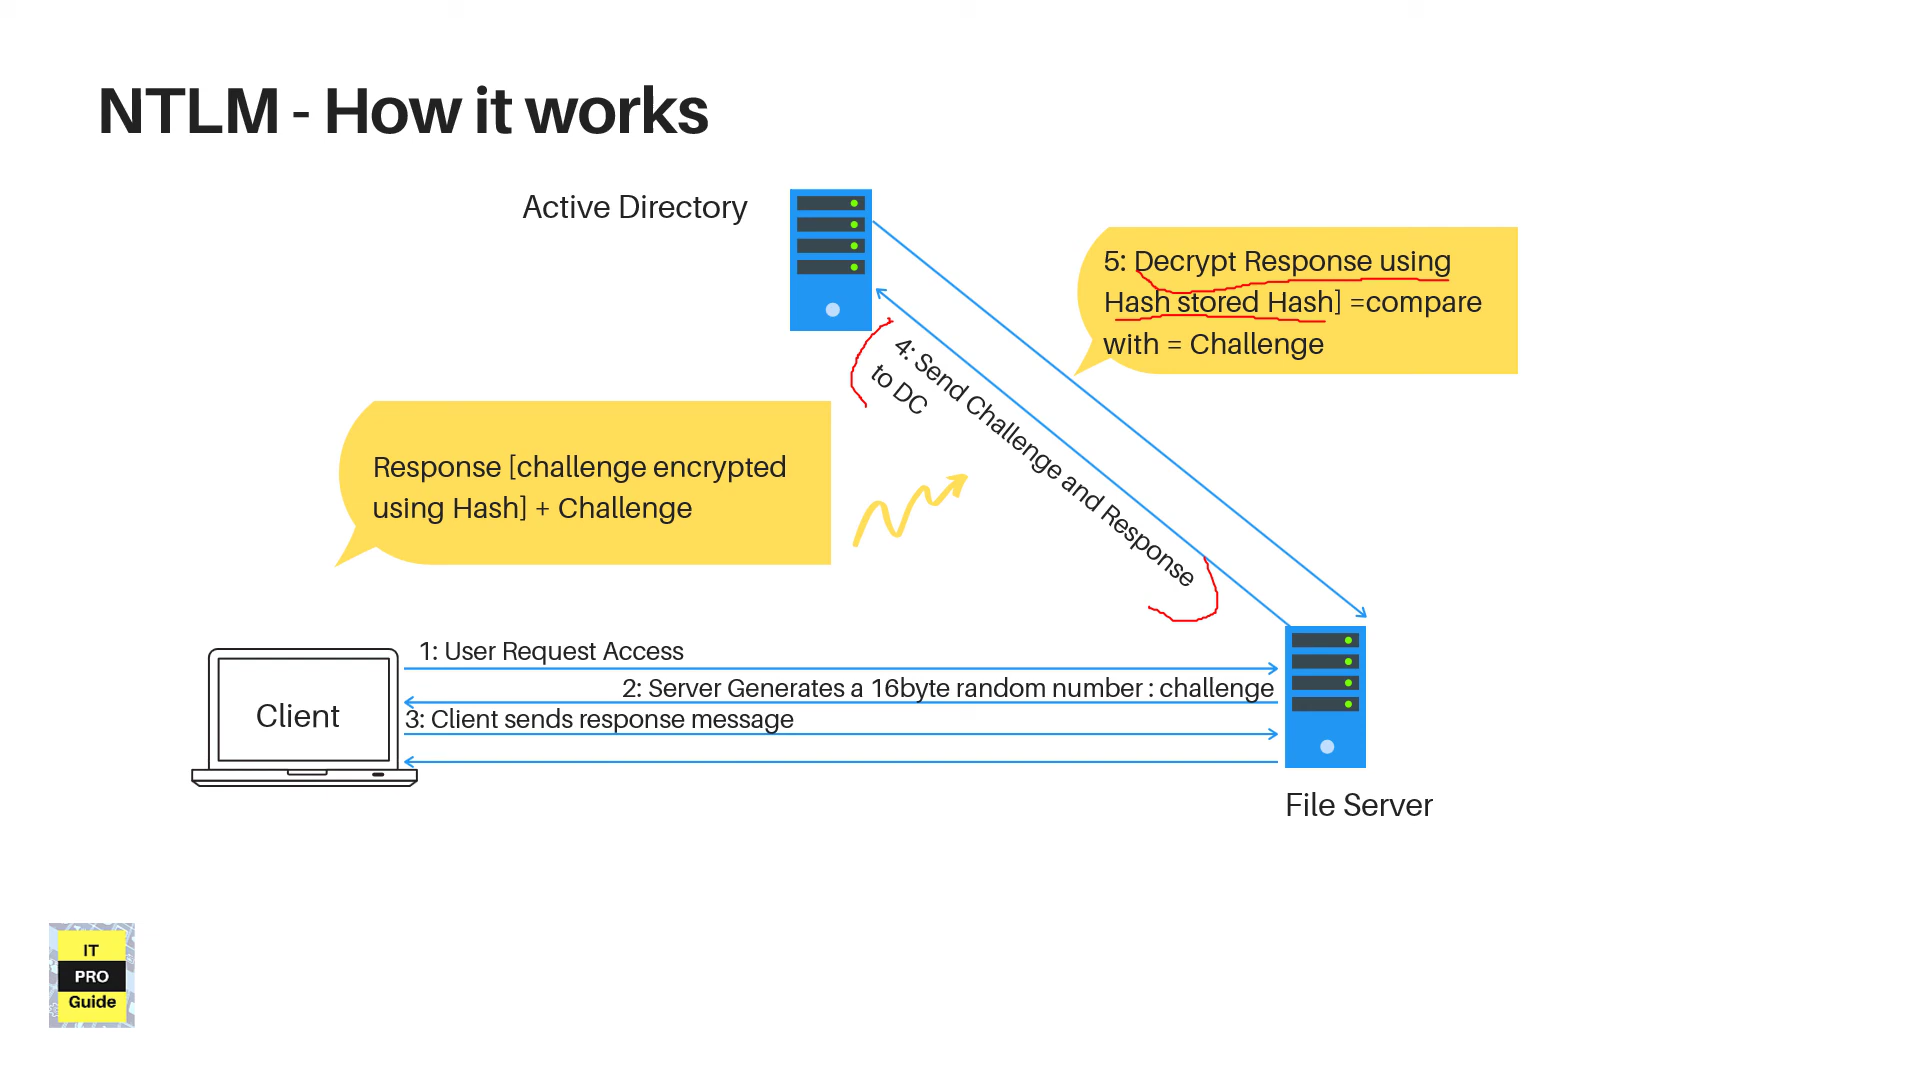 NTLM - How it works
Active Directory
5: Decrypt Response using
Hash stored Hash] =compare
with = Challenge
4: Send Challenge and Response
to DC
Response [challenge encrypted
using Hash] + Challenge
1: User Request Access
2: Server Generates a 16byte random number : challenge
3: Client sends response message
Client
File Server
IT
PRO
Guide